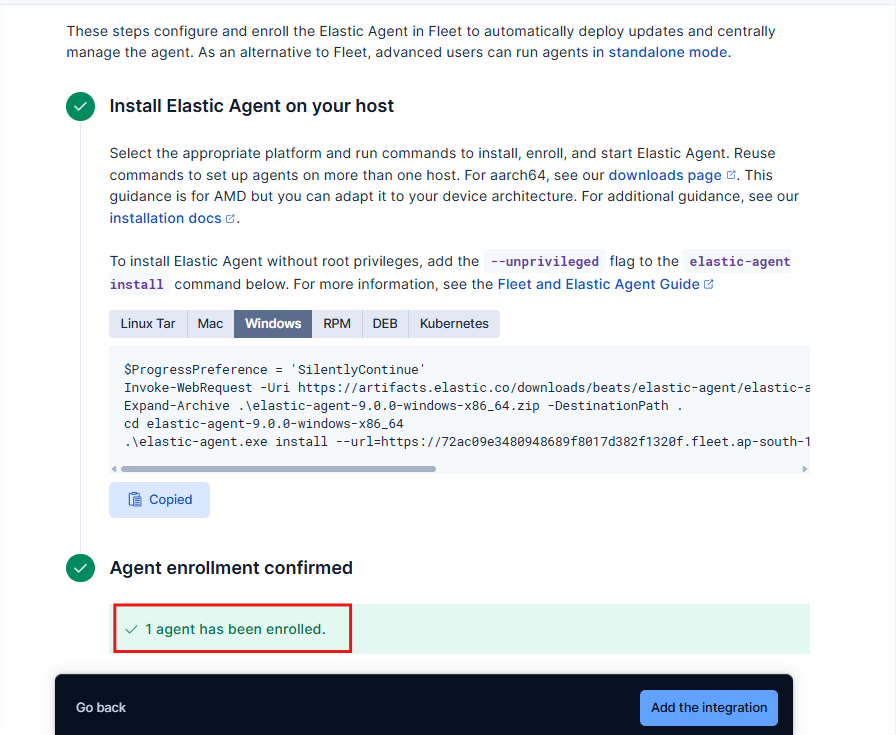 These steps configure and enroll the Elastic Agent in Fleet to automatically deploy updates and centrally
manage the agent. As an alternative to Fleet, advanced users can run agents in standalone mode.
Install Elastic Agent on your host
Select the appropriate platform and run commands to install, enroll, and start Elastic Agent. Reuse
commands to set up agents on more than one host. For aarch64, see our downloads page. This
guidance is for AMD but you can adapt it to your device architecture. For additional guidance, see our
installation docs.
To install Elastic Agent without root privileges, add the --unprivileged flag to the elastic-agent
install command below. For more information, see the Fleet and Elastic Agent Guide
Linux Tar Mac Windows RPM DEB Kubernetes
$ProgressPreference = 'SilentlyContinue'
Invoke-WebRequest -Uri https://artifacts.elastic.co/downloads/beats/elastic-agent/elastic-a
Expand-Archive .\elastic-agent-9.0.0-windows-x86_64.zip -DestinationPath .
cd elastic-agent-9.0.0-windows-x86_64
.\elastic-agent.exe install --url=https://72ac09e3480948689f8017d382f1320f.fleet.ap-south-1
Copied
Agent enrollment confirmed
1 agent has been enrolled.
Go back Add the integration